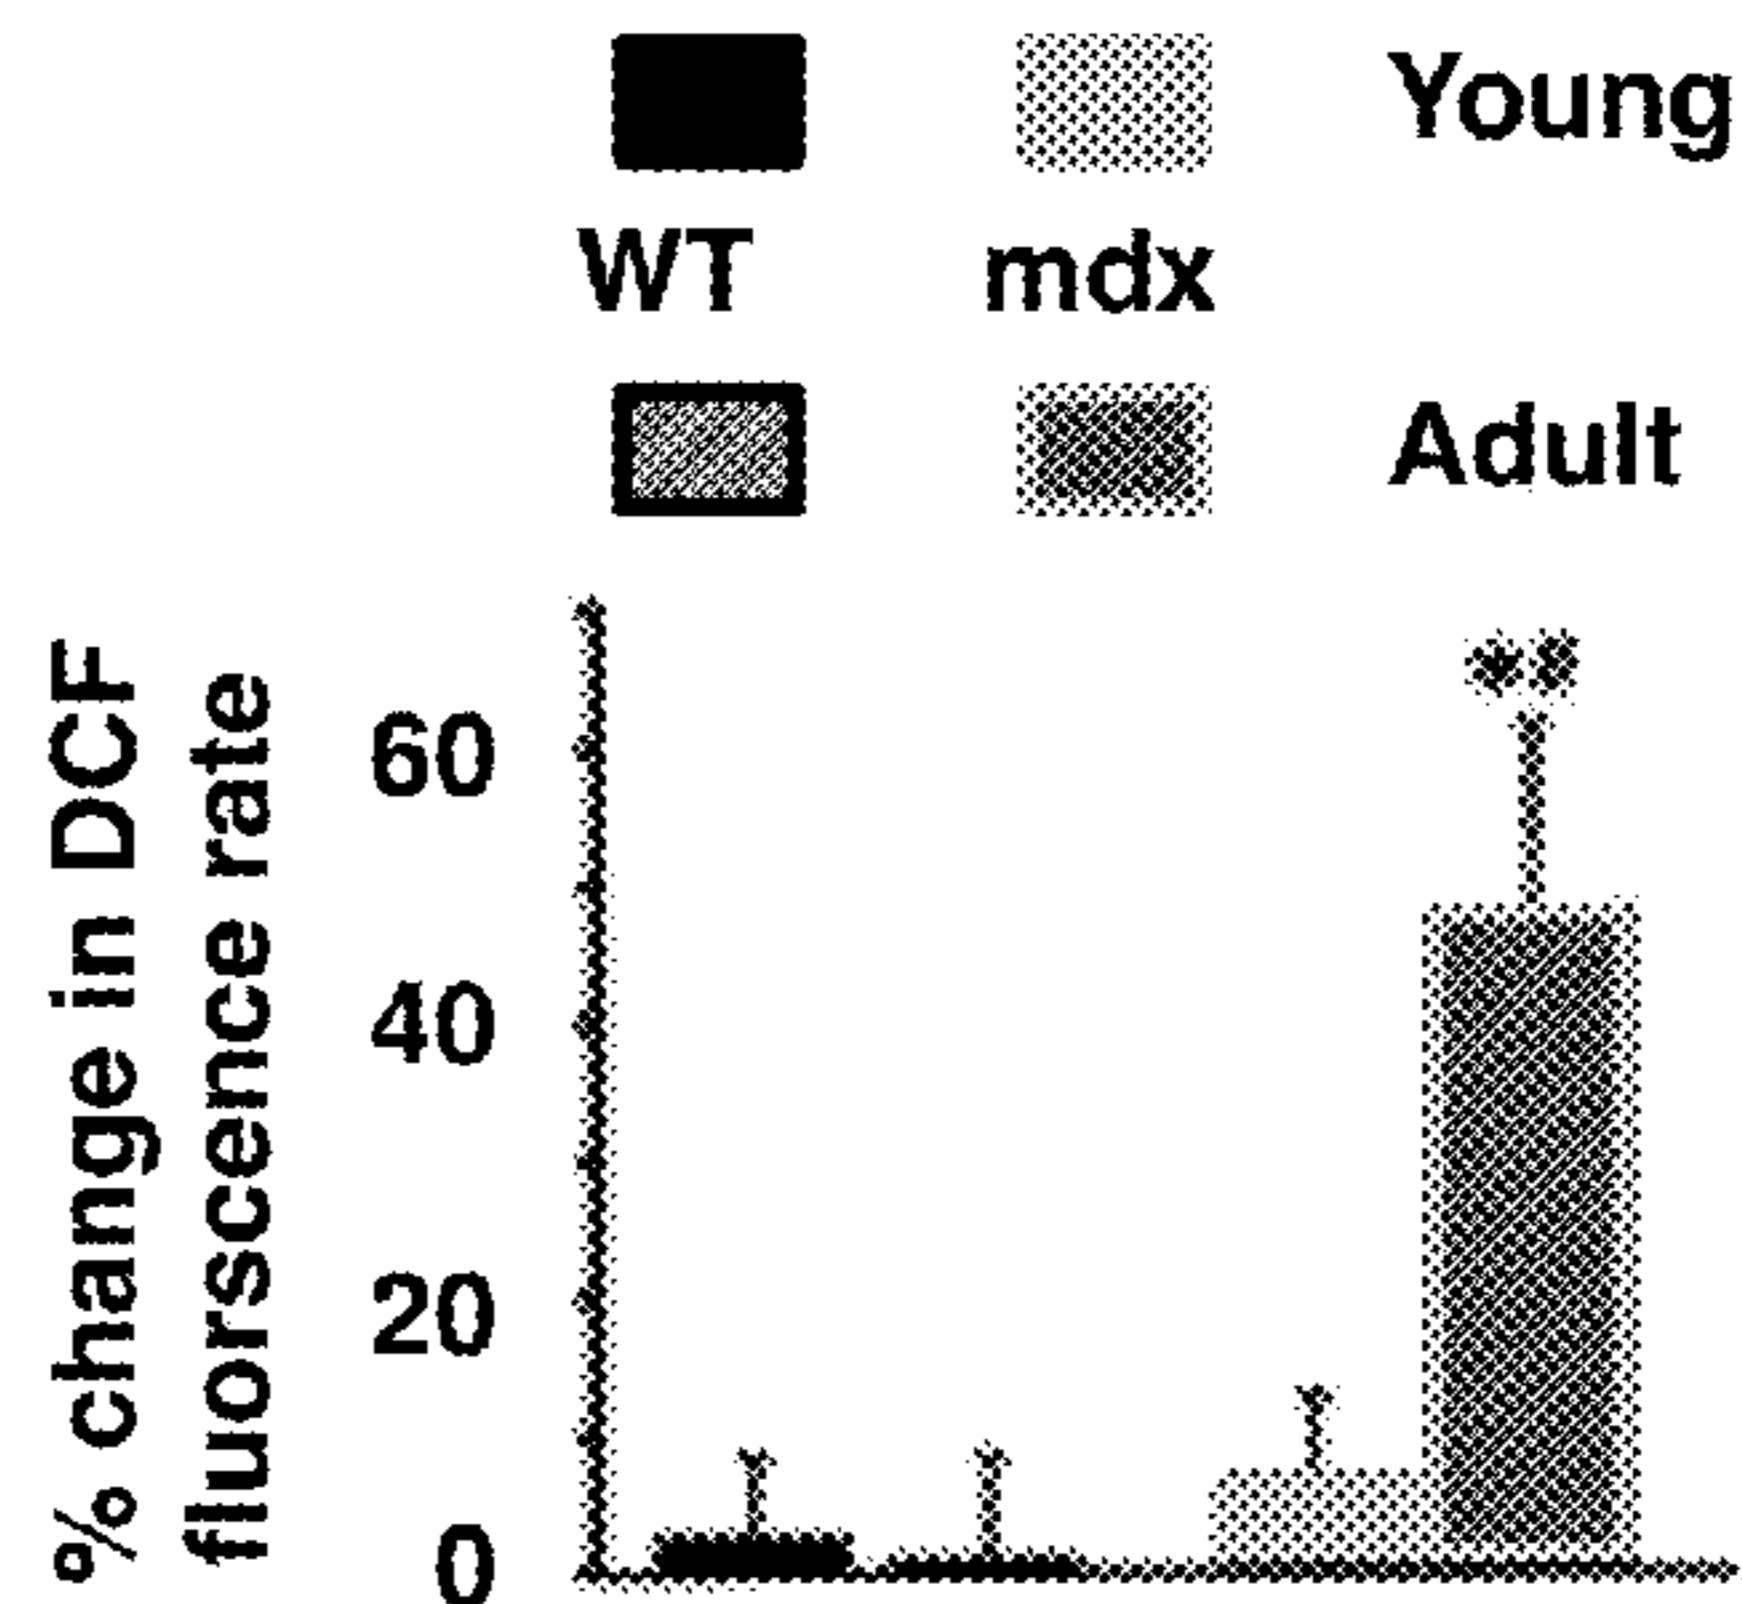 Young
WT mdx
Adult
% change in DCF
fluorscence rate
60
40
20
0